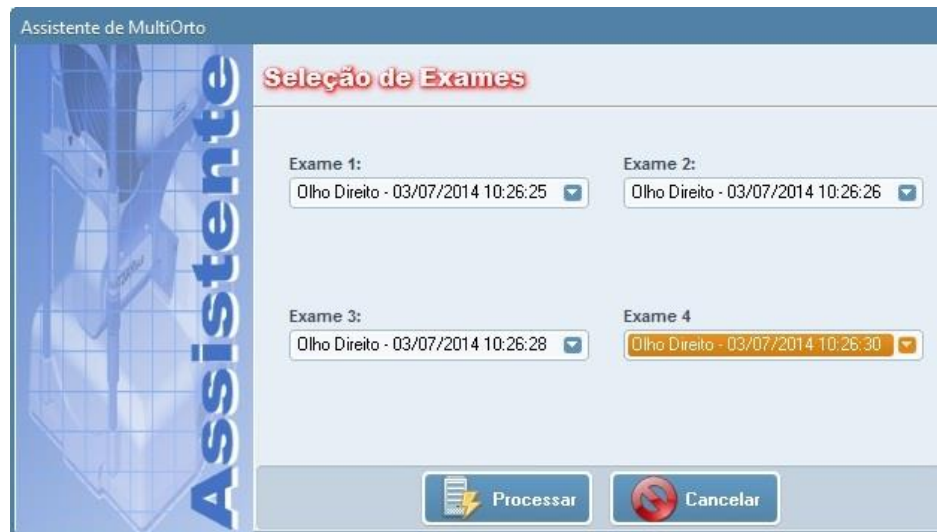 Assistente de MultiOrto
Assistente
Seleção de Exames
Exame 1:
Olho Direito - 03/07/2014 10:26:25
Exame 2:
Olho Direito - 03/07/2014 10:26:26
Exame 3:
Olho Direito - 03/07/2014 10:26:28
Exame 4
Olho Direito - 03/07/2014 10:26:30
Processar
Cancelar